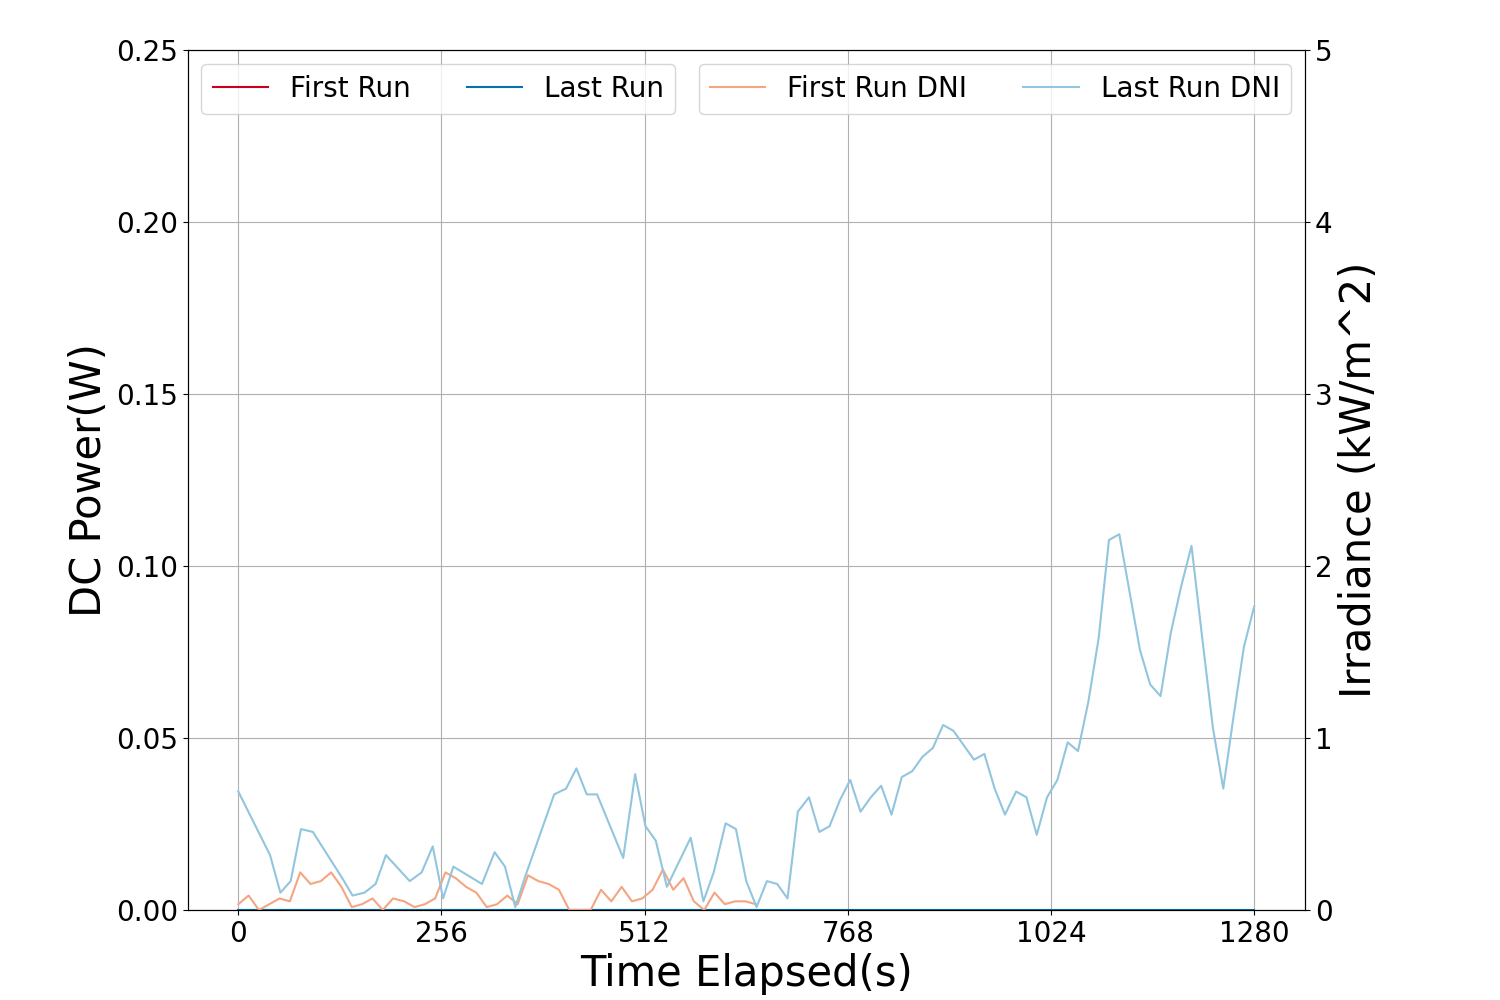 First Run
Last Run
First Run DNI
Last Run DNI
DC Power(W)
0.25
0.20
0.15
0.10
0.05
0.00
5
4
3
2
1
0
Irradiance (kW/m^2)
0
256
512
768
1024
1280
Time Elapsed(s)